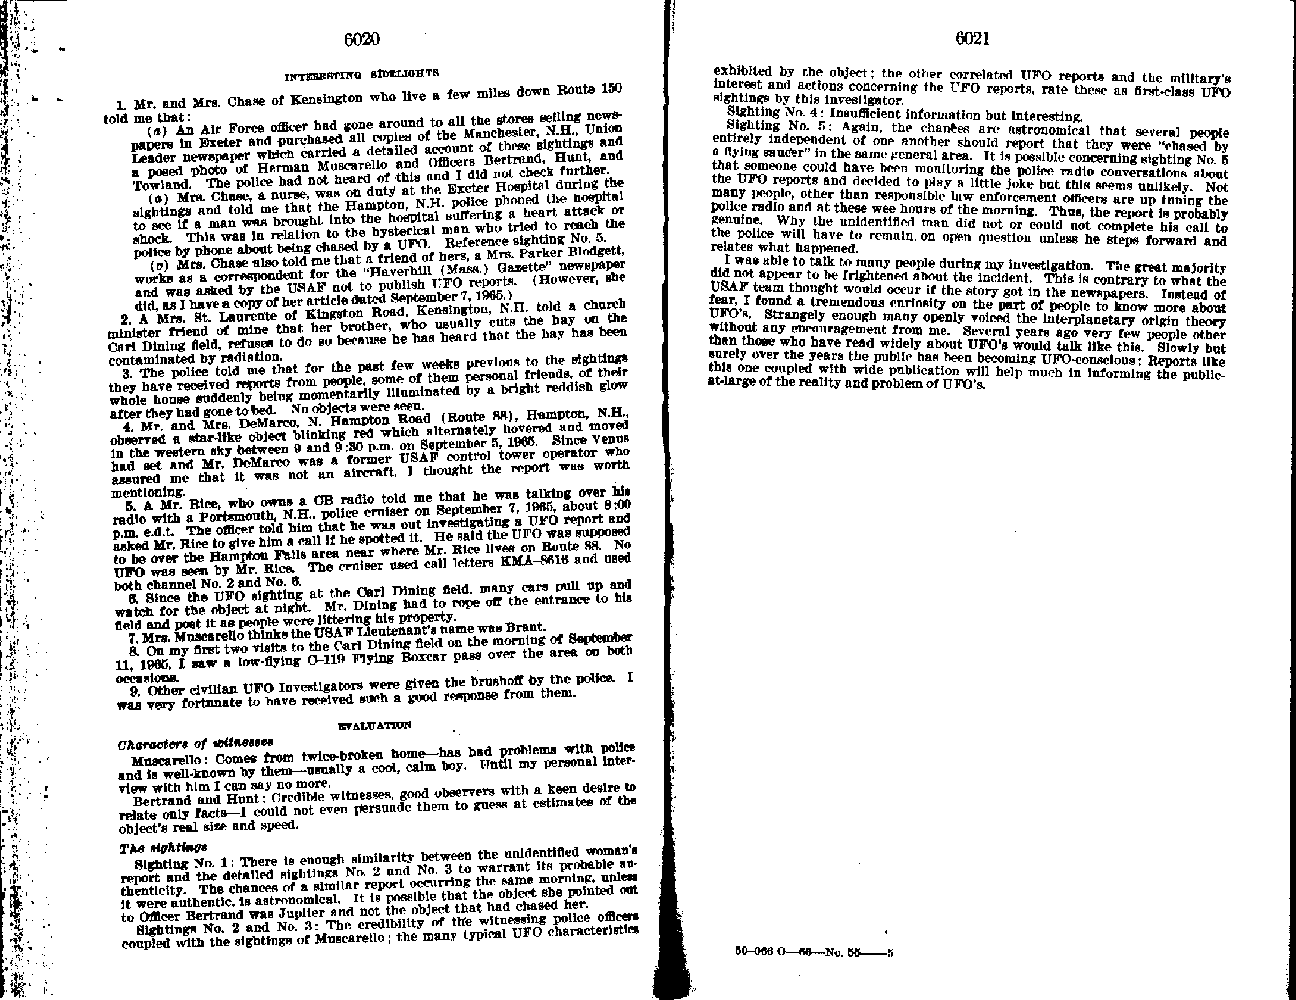 6020
INTERESTING SIDELIGHTS
1. Mr. and Mrs. Chase of Kensington who live a few miles down Route 150
told me that:
(a) An Air Force officer had gone around to all the stores selling news-
papers in Exeter and purchased all copies of the Manchester, N.H., Union
Leader newspaper which carried a detailed account of these sightings and
a posed photo of Herman Muscarello and Officers Bertrand, Hunt, and
Towland. The police had not heard of this and I did not check further.
(b) Mrs. Chase, a nurse, was on duty at the Exeter Hospital during the
sightings and told me that the Hampton, N.H. police phoned the hospital
to see if a man was brought into the hospital suffering a heart attack or
shock. This was in relation to the hysterical man who tried to reach the
police by phone about being chased by a UFO. Reference sighting No. 5.
(c) Mrs. Chase also told me that a friend of hers, a Mrs. Parker Blodgett,
works as a correspondent for the "Haverhill (Mass.) Gazette" newspaper
and was asked by the USAF not to publish UFO reports. (However, she
did, as I have a copy of her article dated September 7, 1965.)
2. A Mrs. St. Laurente of Kingston Road, Kensington, N.H. told a church
minister friend of mine that her brother, who usually cuts the hay on the
Carl Dining field, refuses to do so because he has heard that the hay has been
contaminated by radiation.
3. The police told me that for the past few weeks previous to the sightings
they have received reports from people, some of them personal friends, of their
whole house suddenly being momentarily illuminated by a bright reddish glow
after they had gone to bed. No objects were seen.
4. Mr. and Mrs. DeMarco, N. Hampton Road (Route 88), Hampton, N.H.,
observed a star-like object blinking red which alternately hovered and moved
in the western sky between 9 and 9:30 p.m. on September 5, 1965. Since Venus
had set and Mr. DeMarco was a former USAF control tower operator who
assured me that it was not an aircraft, I thought the report was worth
mentioning.
5. A Mr. Rice, who owns a CB radio told me that he was talking over his
radio with a Portsmouth, N.H., police cruiser on September 7, 1965, about 8:00
p.m. e.d.t. The officer told him that he was out investigating a UFO report and
asked Mr. Rice to give him a call if he spotted it. He said the UFO was supposed
to be over the Hampton Falls area near where Mr. Rice lives on Route 88. No
UFO was seen by Mr. Rice. The cruiser used call letters KMA-8616 and used
both channel No. 2 and No. 6.
6. Since the UFO sighting at the Carl Dining field, many cars pull up and
watch for the object at night. Mr. Dining had to rope off the entrance to his
field and post it as people were littering his property.
7. Mrs. Muscarello thinks the USAF Lieutenant's name was Brant.
8. On my first two visits to the Carl Dining field on the morning of September
11, 1965, I saw a low-flying C-119 Flying Boxcar pass over the area on both
occasions.
9. Other civilian UFO Investigators were given the brushoff by the police. I
was very fortunate to have received such a good response from them.
EVALUATION
Characters of witnesses
Muscarello: Comes from twice-broken home—has had problems with police
and is well-known by them—usually a cool, calm boy. Until my personal inter-
view with him I can say no more.
Bertrand and Hunt: Credible witnesses, good observers with a keen desire to
relate only facts—I could not even persuade them to guess at estimates of the
object's real size and speed.
The sightings
Sighting No. 1: There is enough similarity between the unidentified woman's
report and the detailed sightings No. 2 and No. 3 to warrant its probable au-
thenticity. The chances of a similar report occurring the same morning, unless
it were authentic, is astronomical. It is possible that the object she pointed out
to Officer Bertrand was Jupiter and not the object that had chased her.
Sightings No. 2 and No. 3: The credibility of the witnessing police officers
coupled with the sightings of Muscarello; the many typical UFO characteristics
6021
exhibited by the object; the other correlated UFO reports and the military's
interest and actions concerning the UFO reports, rate these as first-class UFO
sightings by this investigator.
Sighting No. 4: Insufficient information but interesting.
Sighting No. 5: Again, the chances are astronomical that several people
entirely independent of one another should report that they were "chased by
a flying saucer" in the same general area. It is possible concerning sighting No. 5
that someone could have been monitoring the police radio conversations about
the UFO reports and decided to play a little joke but this seems unlikely. Not
many people, other than responsible law enforcement officers are up tuning the
police radio and at these wee hours of the morning. Thus, the report is probably
genuine. Why the unidentified man did not or could not complete his call to
the police will have to remain, on open question unless he steps forward and
relates what happened.
I was able to talk to many people during my investigation. The great majority
did not appear to be frightened about the incident. This is contrary to what the
USAF team thought would occur if the story got in the newspapers. Instead of
fear, I found a tremendous curiosity on the part of people to know more about
UFO's. Strangely enough many openly voiced the interplanetary origin theory
without any encouragement from me. Several years ago very few people other
than those who have read widely about UFO's would talk like this. Slowly but
surely over the years the public has been becoming UFO-conscious; Reports like
this one coupled with wide publication will help much in informing the public-
at-large of the reality and problem of UFO's.
50-066 O—66—No. 55——5